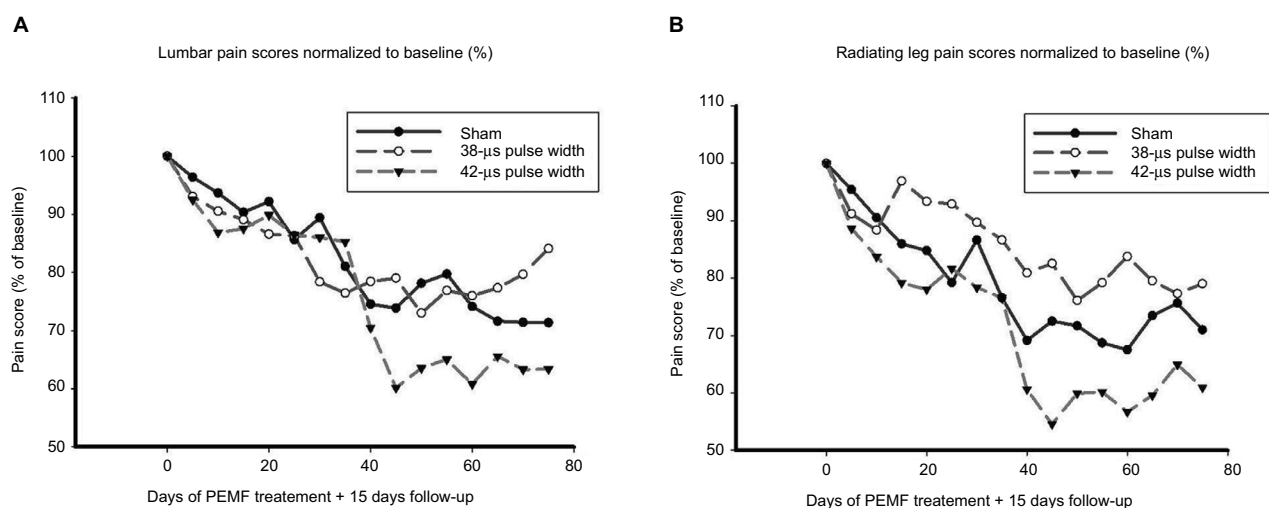 A
Lumbar pain scores normalized to baseline (%)
Pain score (% of baseline)
110
100
90
80
70
60
50
Sham
38-μs pulse width
42-μs pulse width
0 20 40 60 80
Days of PEMF treatement + 15 days follow-up
B
Radiating leg pain scores normalized to baseline (%)
Pain score (% of baseline)
110
100
90
80
70
60
50
Sham
38-μs pulse width
42-μs pulse width
0 20 40 60 80
Days of PEMF treatement + 15 days follow-up